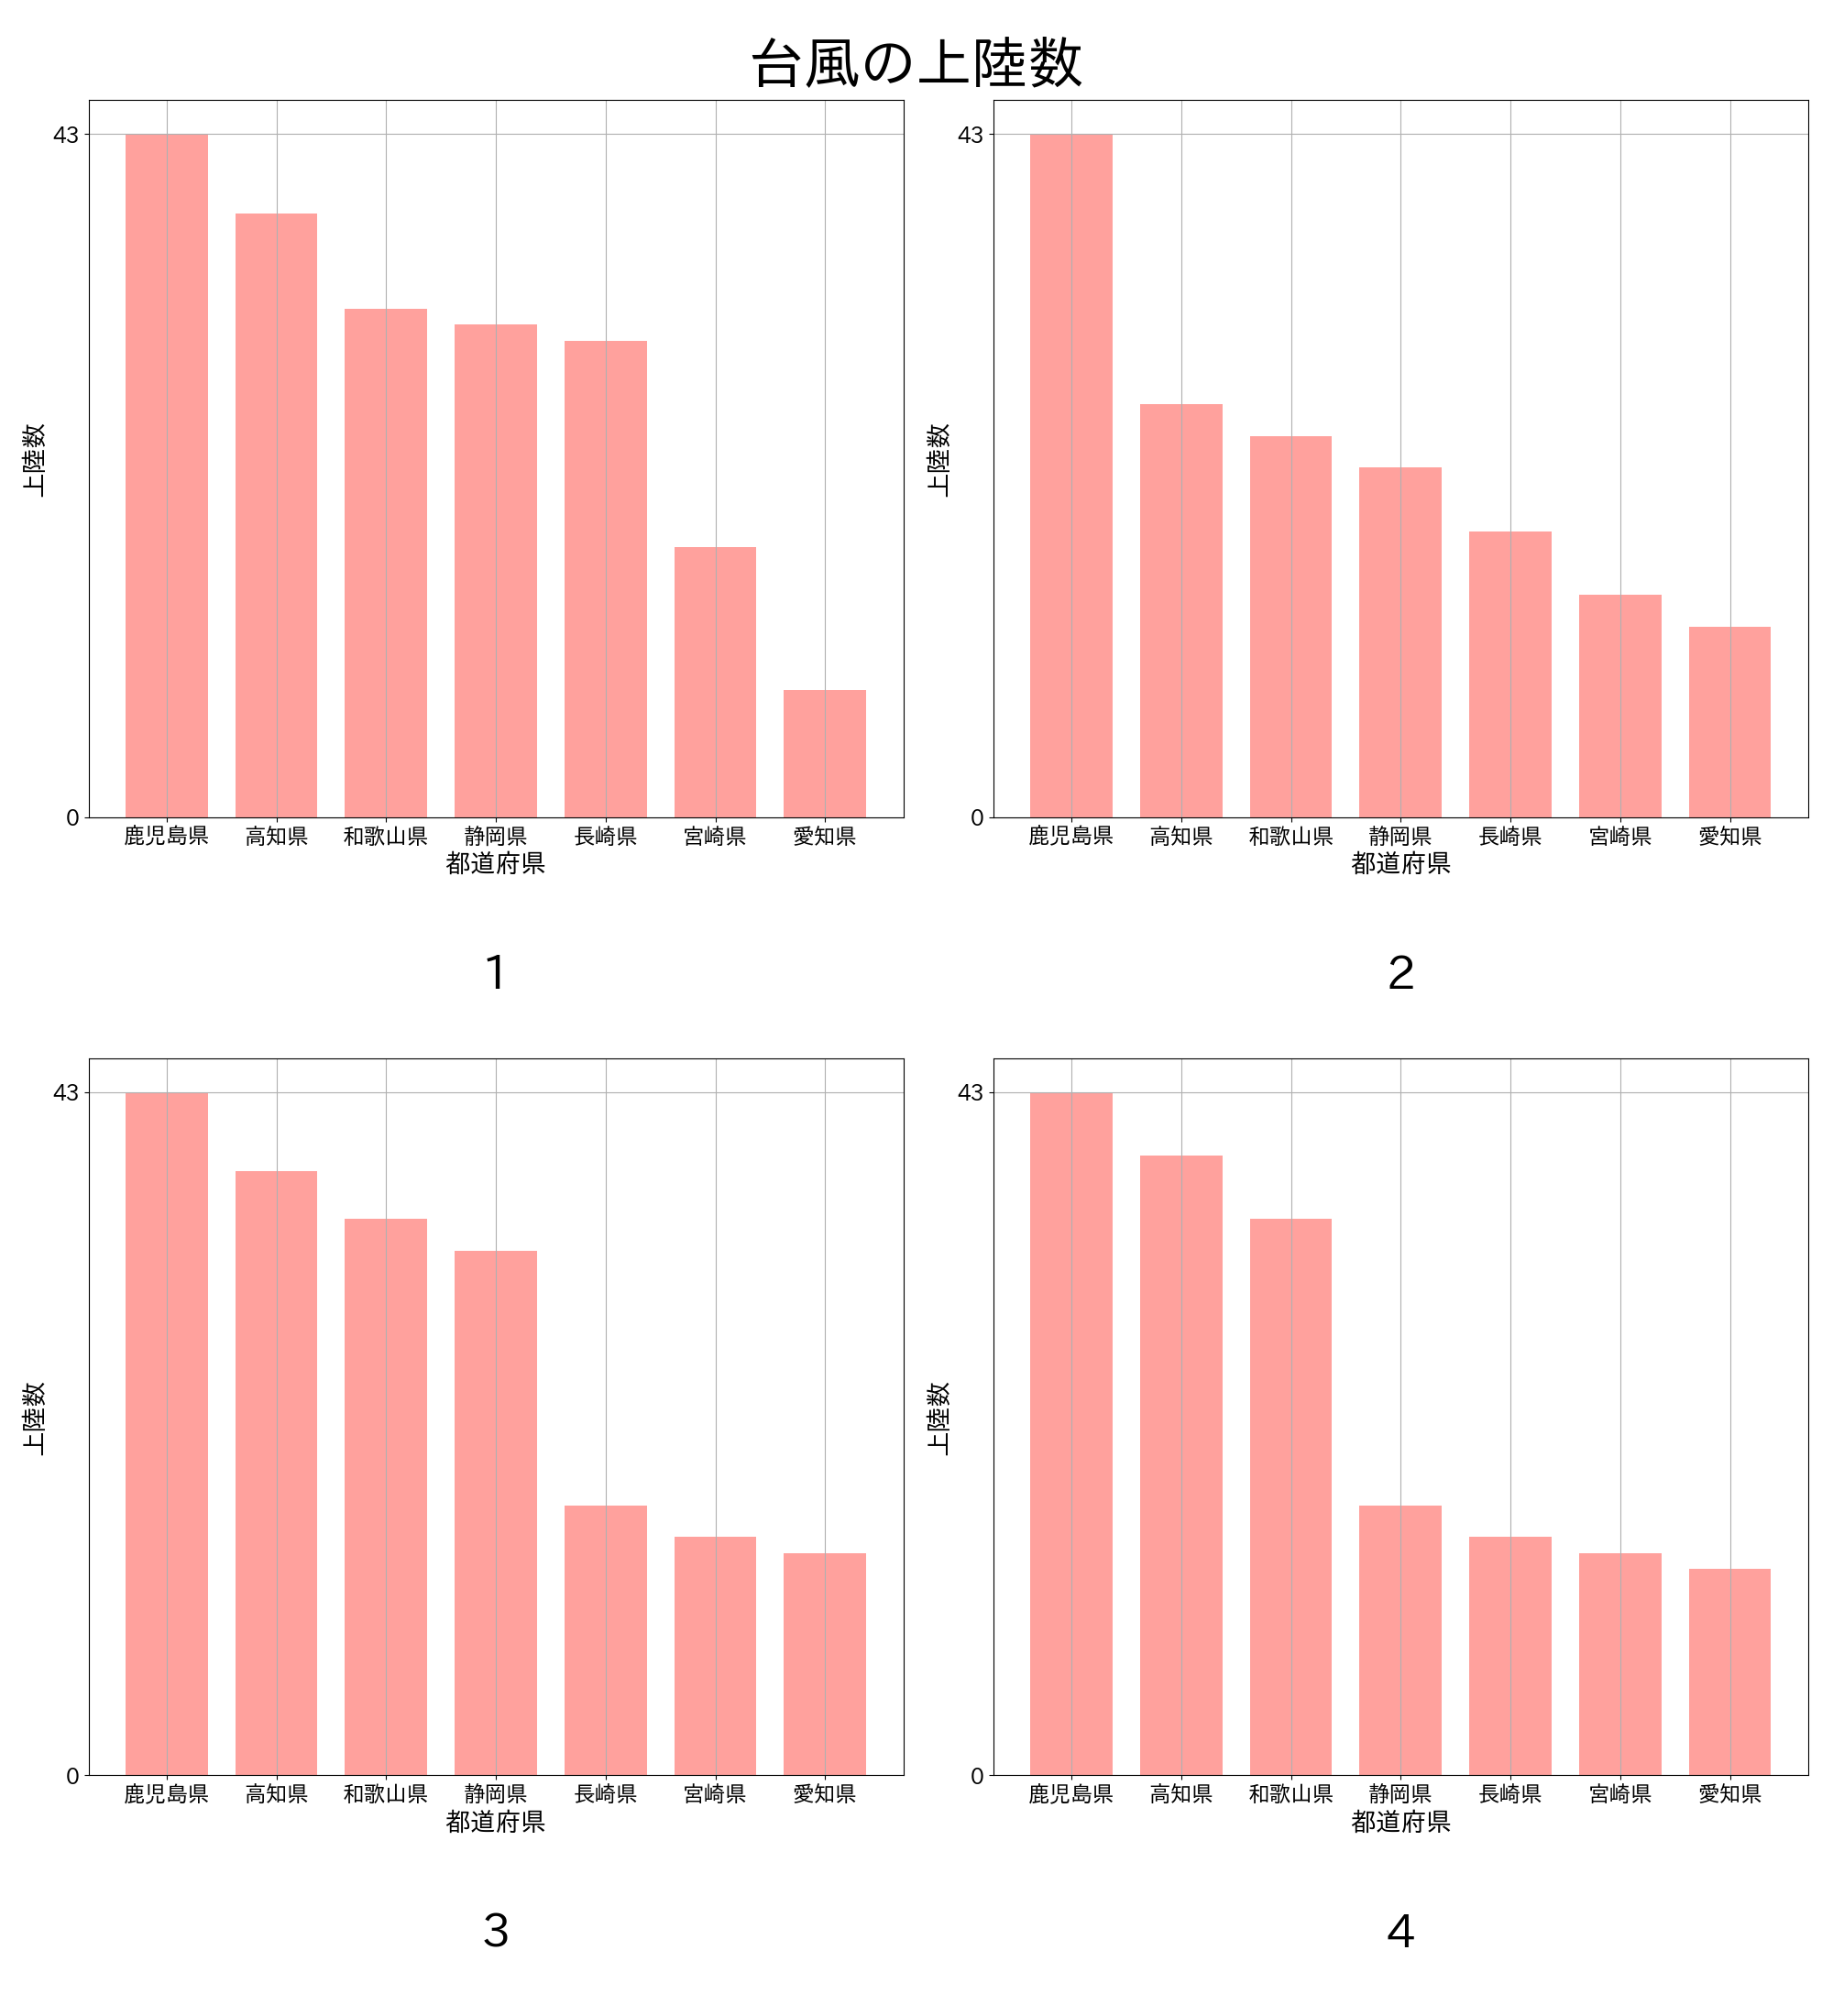 台風の上陸数
43
0
上陸数
鹿児島県 高知県 和歌山県 静岡県 長崎県 宮崎県 愛知県
都道府県
1
43
0
上陸数
鹿児島県 高知県 和歌山県 静岡県 長崎県 宮崎県 愛知県
都道府県
2
43
0
上陸数
鹿児島県 高知県 和歌山県 静岡県 長崎県 宮崎県 愛知県
都道府県
3
43
0
上陸数
鹿児島県 高知県 和歌山県 静岡県 長崎県 宮崎県 愛知県
都道府県
4